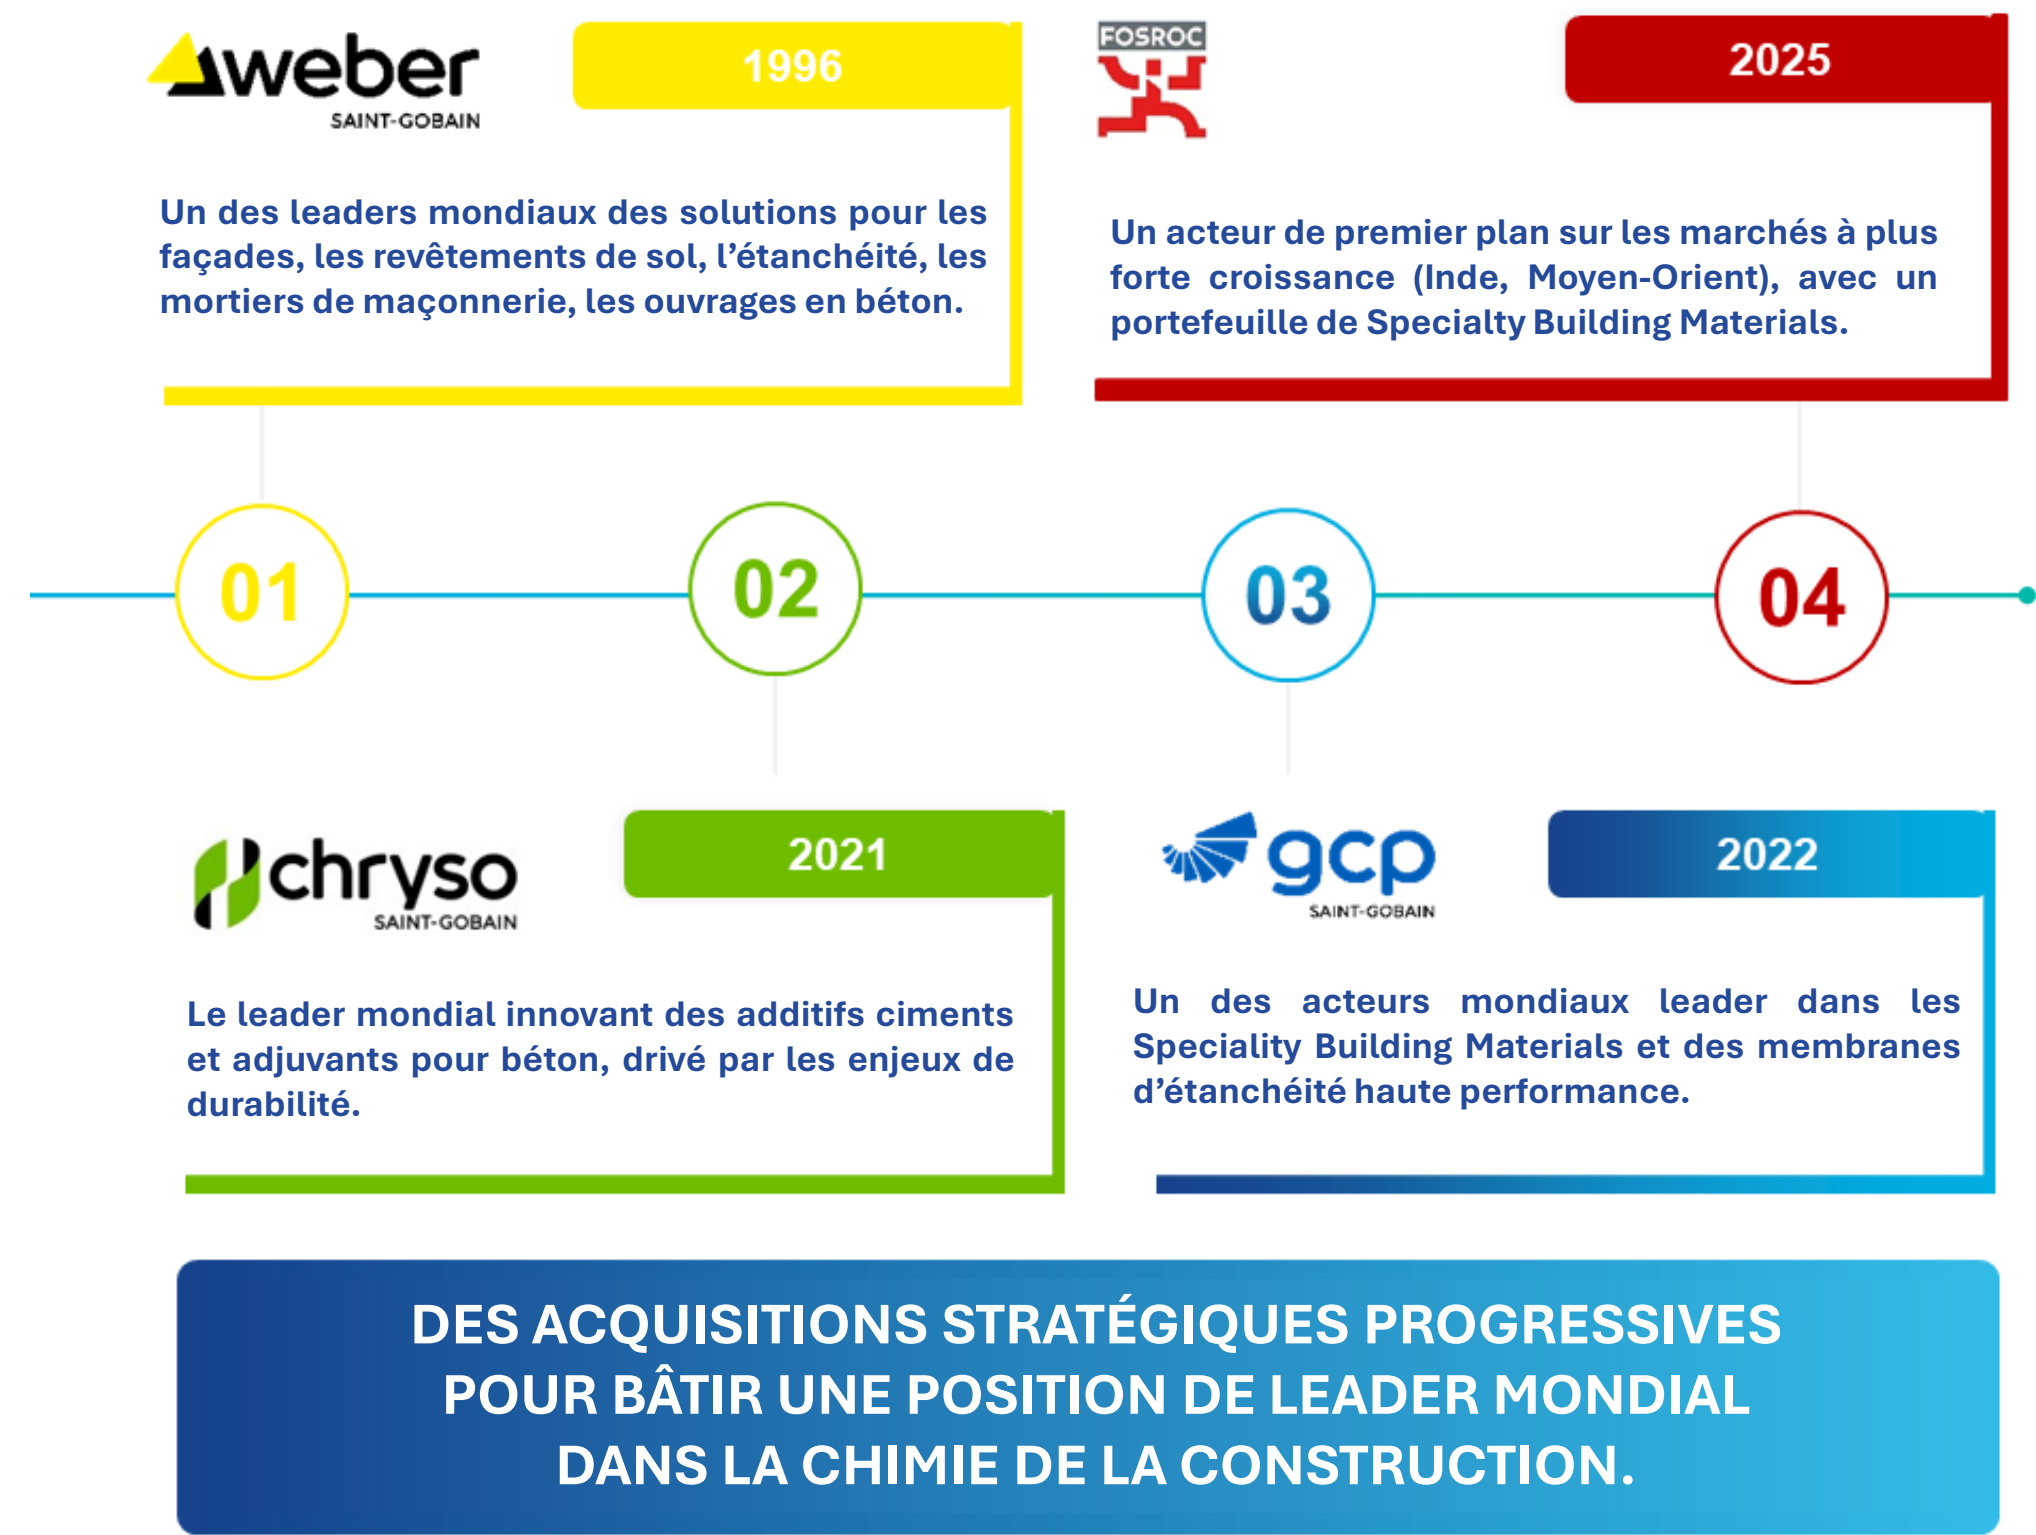 weber
SAINT-GOBAIN
1996
Un des leaders mondiaux des solutions pour les
façades, les revêtements de sol, l’étanchéité, les
mortiers de maçonnerie, les ouvrages en béton.
FOSROC
2025
Un acteur de premier plan sur les marchés à plus
forte croissance (Inde, Moyen-Orient), avec un
portefeuille de Specialty Building Materials.
01
02
03
04
chryso
SAINT-GOBAIN
2021
Le leader mondial innovant des additifs ciments
et adjuvants pour béton, drivé par les enjeux de
durabilité.
gcp
SAINT-GOBAIN
2022
Un des acteurs mondiaux leader dans les
Speciality Building Materials et des membranes
d’étanchéité haute performance.
DES ACQUISITIONS STRATÉGIQUES PROGRESSIVES
POUR BÂTIR UNE POSITION DE LEADER MONDIAL
DANS LA CHIMIE DE LA CONSTRUCTION.